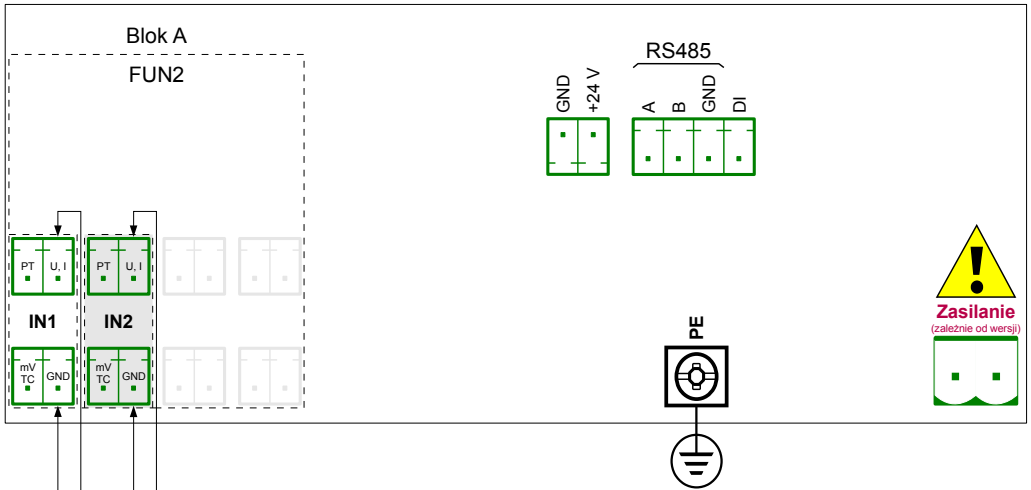 Blok A
FUN2
RS485
GND
+24 V
A
B
GND
DI
PT
U, I
PT
U, I
IN1
IN2
mV
TC
GND
mV
TC
GND
PE
Zasilanie
(zależnie od wersji)